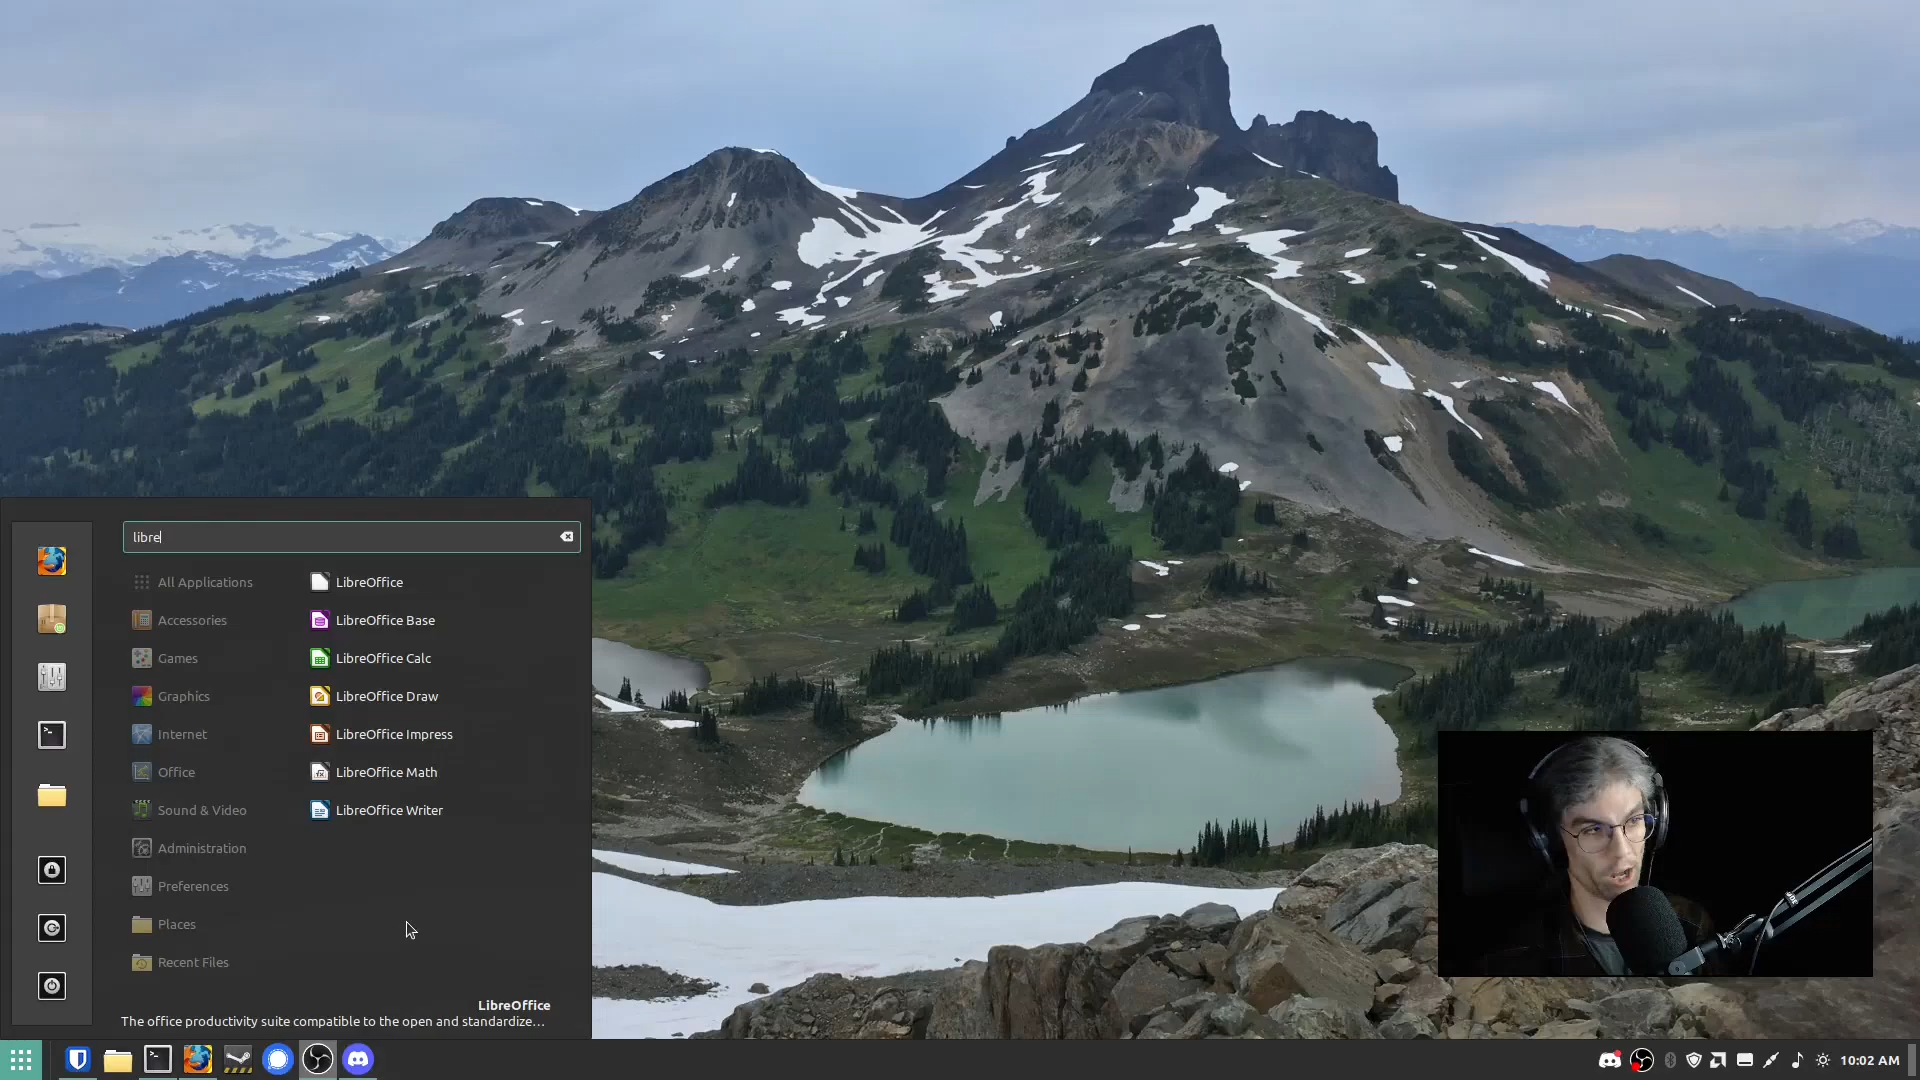 libre
All Applications
Accessories
Games
Graphics
Internet
Office
Sound & Video
Administration
Preferences
Places
Recent Files
LibreOffice
LibreOffice Base
LibreOffice Calc
LibreOffice Draw
LibreOffice Impress
LibreOffice Math
LibreOffice Writer
LibreOffice
The office productivity suite compatible to the open and standardize...
10:02 AM